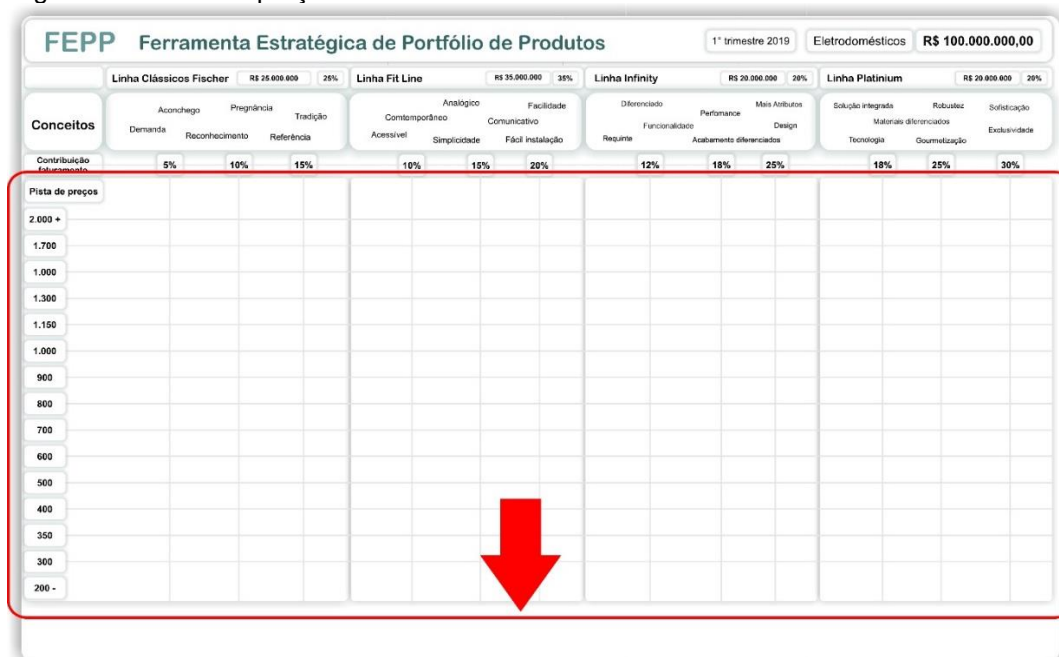 FEPP Ferramenta Estratégica de Portfólio de Produtos 1° trimestre 2019 Eletrodomésticos R$ 100.000.000,00
Linha Clássicos Fischer R$ 25.000.000 25% Linha Fit Line R$ 35.000.000 35% Linha Infinity R$ 20.000.000 20% Linha Platinium R$ 20.000.000 20%
Conceitos
Aconchego Pregnância Tradição
Demanda Reconhecimento Referência
Analógico Facilidade
Comtemporâneo Comunicativo
Acessível Simplicidade Fácil instalação
Diferenciado Perfomance Mais Atributos
Funcionalidade Design
Requinte Acabamento diferenciados
Solução integrada Robustez Sofisticação
Materiais diferenciados Exclusividade
Tecnologia Gourmetização
Contribuição faturamento 5% 10% 15% 10% 15% 20% 12% 18% 25% 18% 25% 30%
Pista de preços
2.000 +
1.700
1.000
1.300
1.150
1.000
900
800
700
600
500
400
350
300
200 -